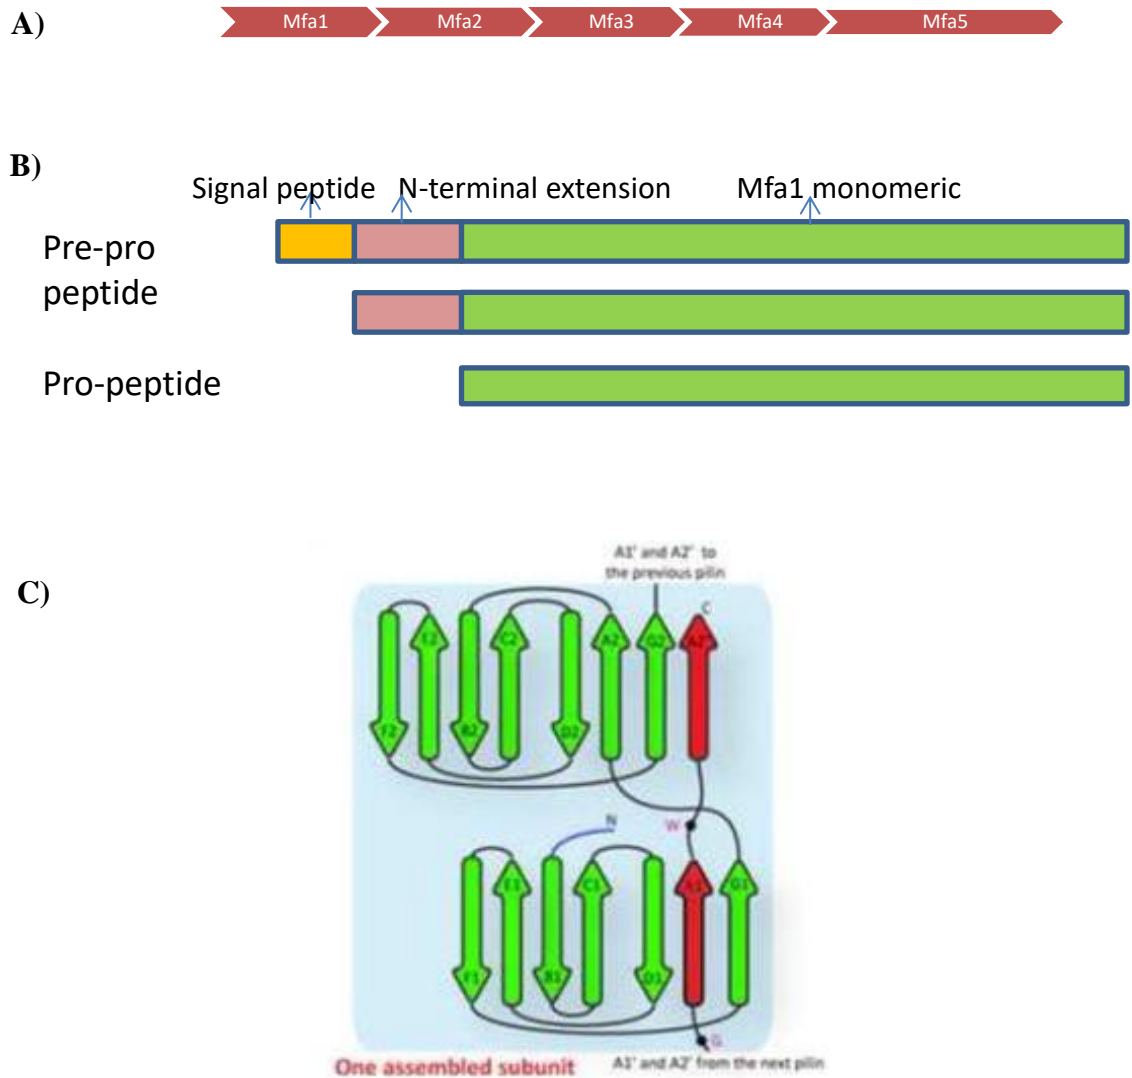 A)
Mfa1 Mfa2 Mfa3 Mfa4 Mfa5
B)
Signal peptide N-terminal extension Mfa1 monomeric
Pre-pro
peptide
Pro-peptide
C)
A1' and A2' to
the previous pilin
C
E2 C2 A2 G2 A2'
F2 B2 D2
N
W
E1 C1 A1' G1
F1 B1 D1
G
One assembled subunit A1' and A2' from the next pilin